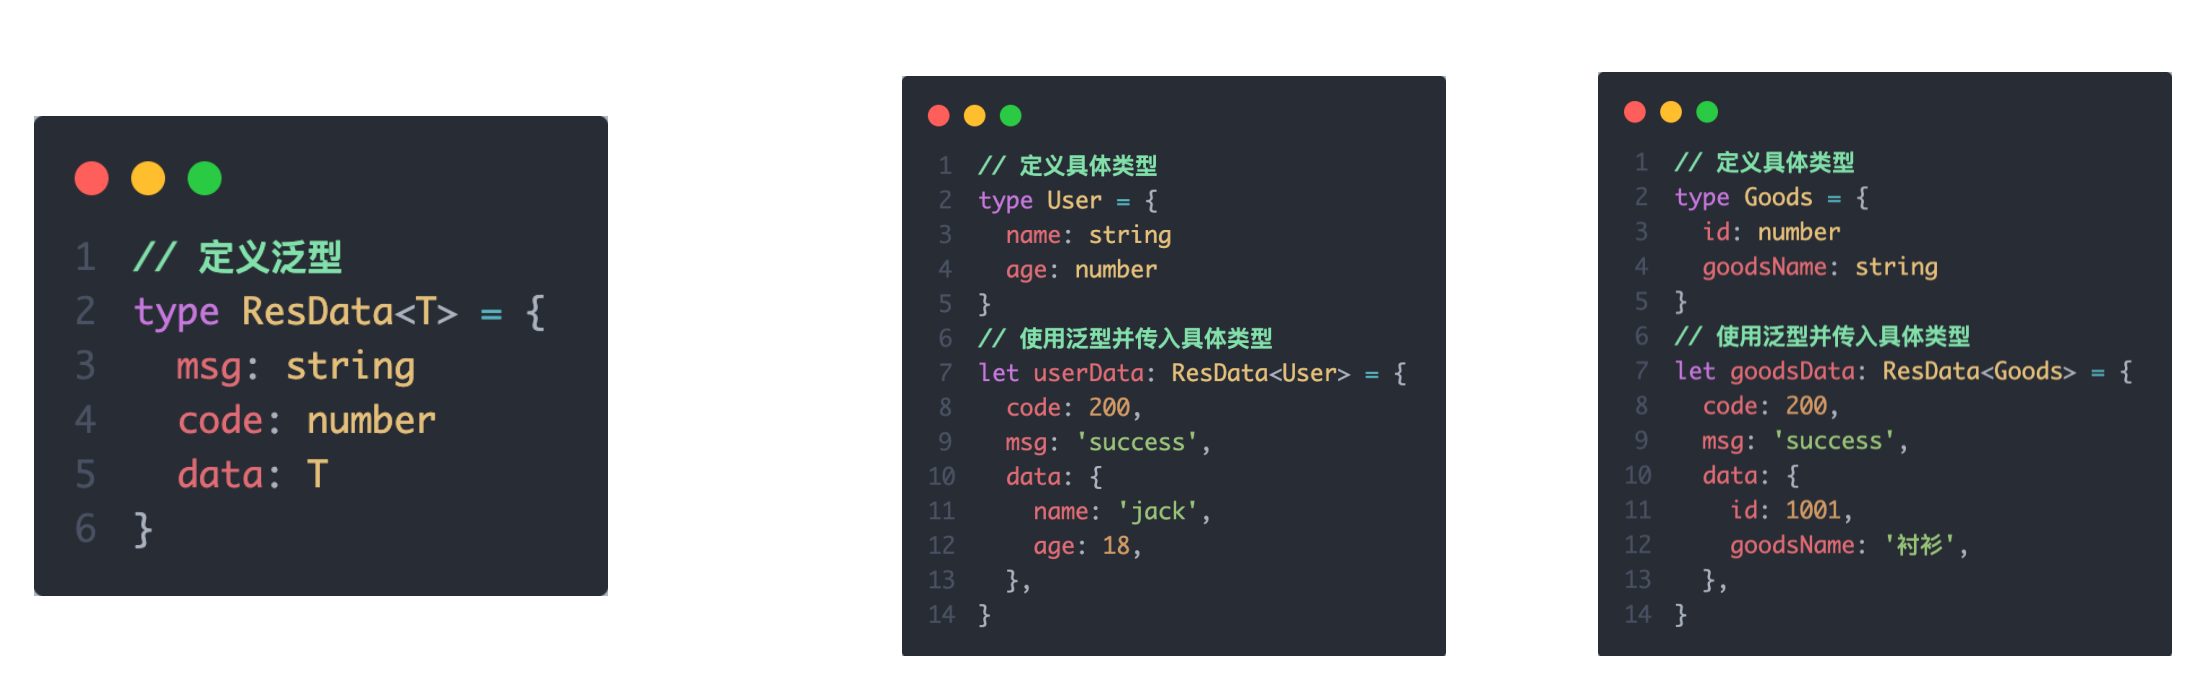 1 // 定义泛型
2 type ResData<T> = {
3   msg: string
4   code: number
5   data: T
6 }
1 // 定义具体类型
2 type User = {
3   name: string
4   age: number
5 }
6 // 使用泛型并传入具体类型
7 let userData: ResData<User> = {
8   code: 200,
9   msg: 'success',
10   data: {
11     name: 'jack',
12     age: 18,
13   },
14 }
1 // 定义具体类型
2 type Goods = {
3   id: number
4   goodsName: string
5 }
6 // 使用泛型并传入具体类型
7 let goodsData: ResData<Goods> = {
8   code: 200,
9   msg: 'success',
10   data: {
11     id: 1001,
12     goodsName: '衬衫',
13   },
14 }